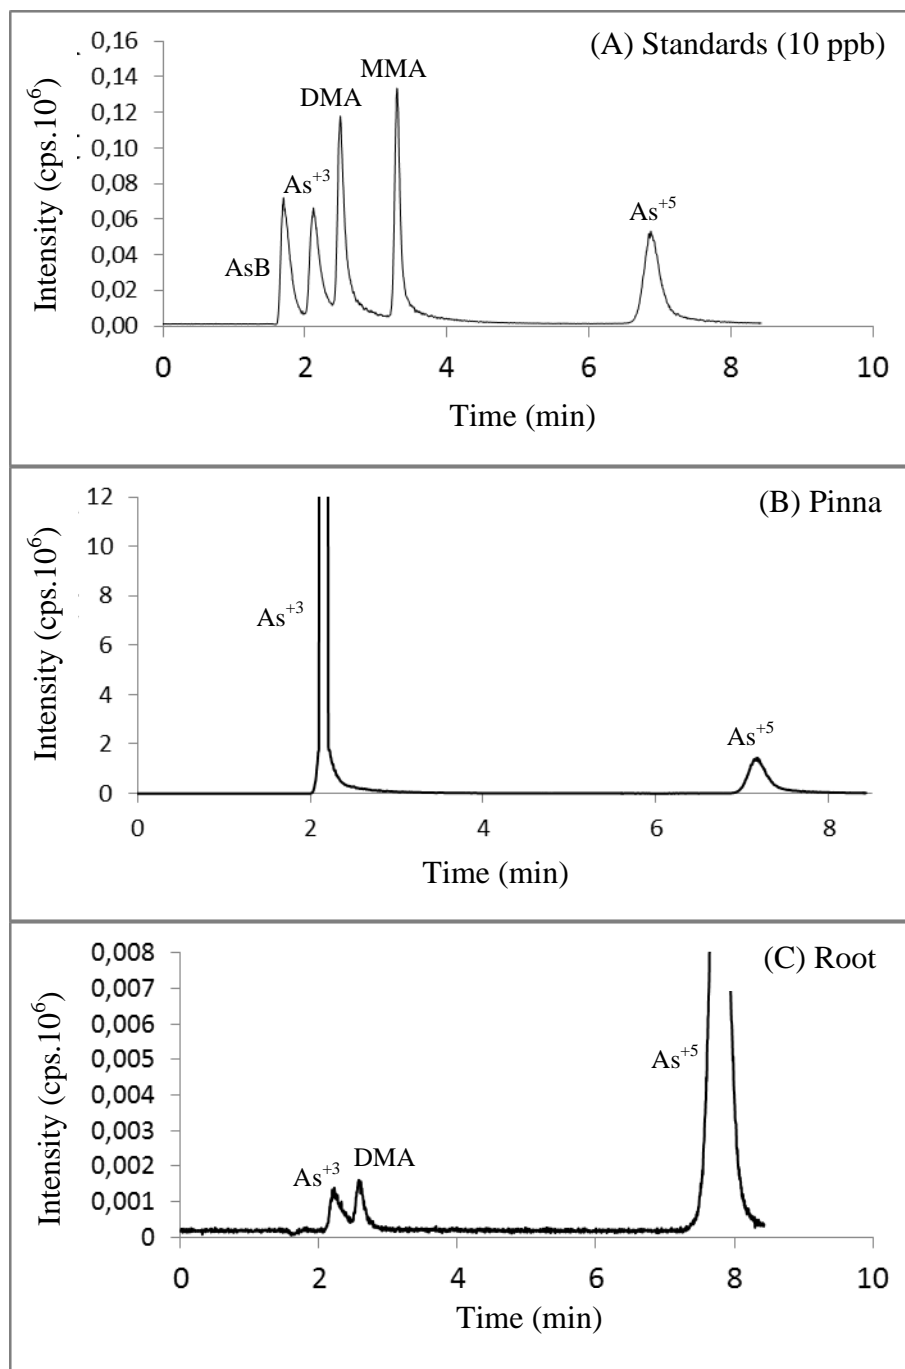 (A) Standards (10 ppb)
Intensity (cps.10⁶)
0,16
0,14
0,12
0,10
0,08
0,06
0,04
0,02
0,00
AsB
As⁺³
DMA
MMA
As⁺⁵
0 2 4 6 8 10
Time (min)
(B) Pinna
Intensity (cps.10⁶)
12
10
8
6
4
2
0
As⁺³
As⁺⁵
0 2 4 6 8
Time (min)
(C) Root
Intensity (cps.10⁶)
0,008
0,007
0,006
0,005
0,004
0,003
0,002
0,001
0
As⁺³
DMA
As⁺⁵
0 2 4 6 8 10
Time (min)